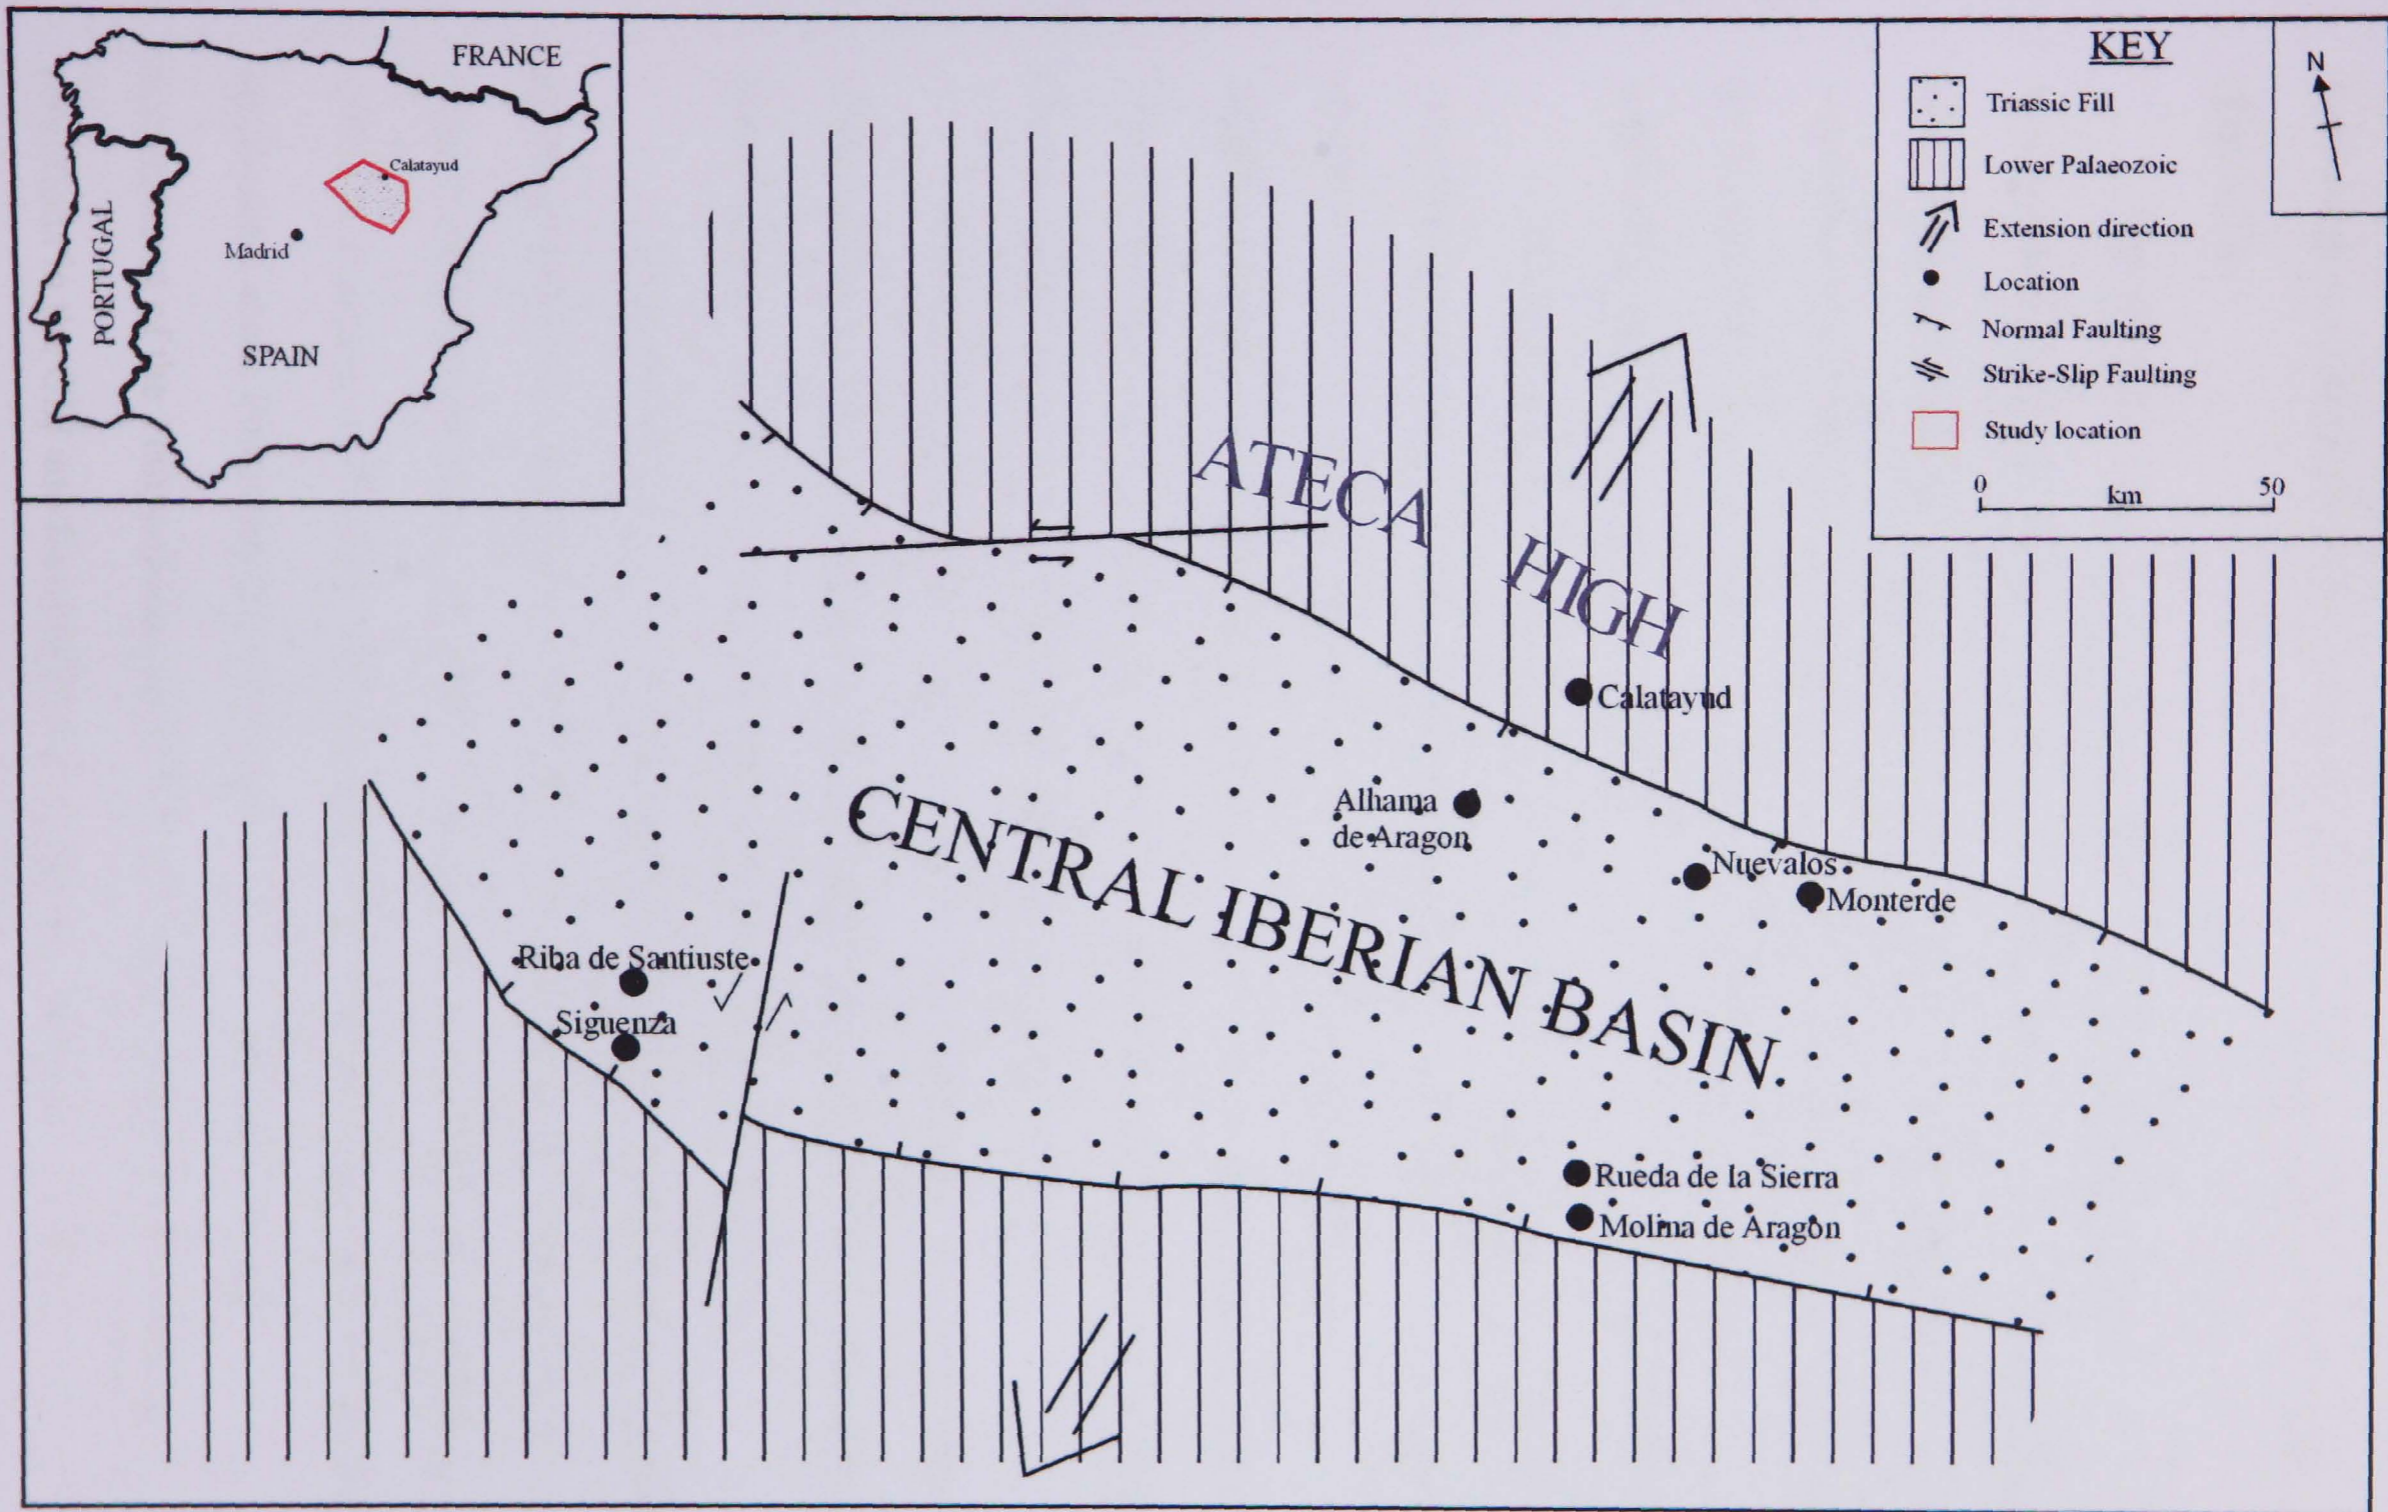 FRANCE
Calatayud
Madrid
PORTUGAL
SPAIN
KEY
N
Triassic Fill
Lower Palaeozoic
Extension direction
Location
Normal Faulting
Strike-Slip Faulting
Study location
0 km 50
ATECA HIGH
Calatayud
Alhama
de Aragon
Nuevalos
Monterde
CENTRAL IBERIAN BASIN
Riba de Santiuste
Siguenza
Rueda de la Sierra
Molina de Aragon